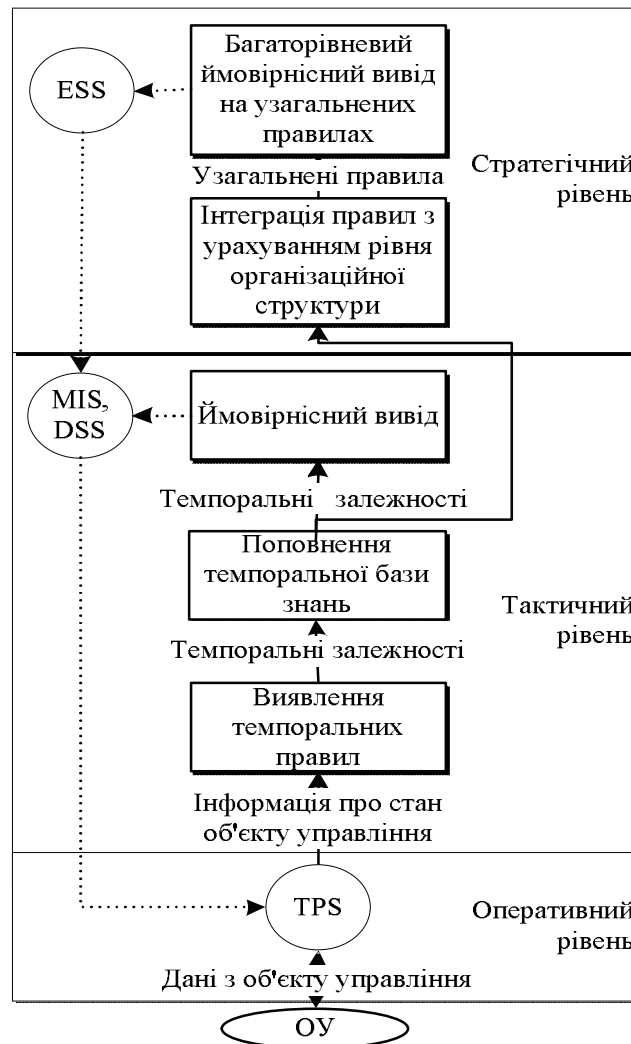 Багаторівневий
ймовірнісний вивід
на узагальнених
правилах
ESS
Узагальнені правила
Стратегічний
рівень
Інтеграція правил з
урахуванням рівня
організаційної
структури
MIS,
DSS
Ймовірнісний вивід
Темпоральні залежності
Поповнення
темпоральної бази
знань
Тактичний
рівень
Темпоральні залежності
Виявлення
темпоральних
правил
Інформація про стан
об'єкту управління
TPS
Оперативний
рівень
Дані з об'єкту управління
ОУ